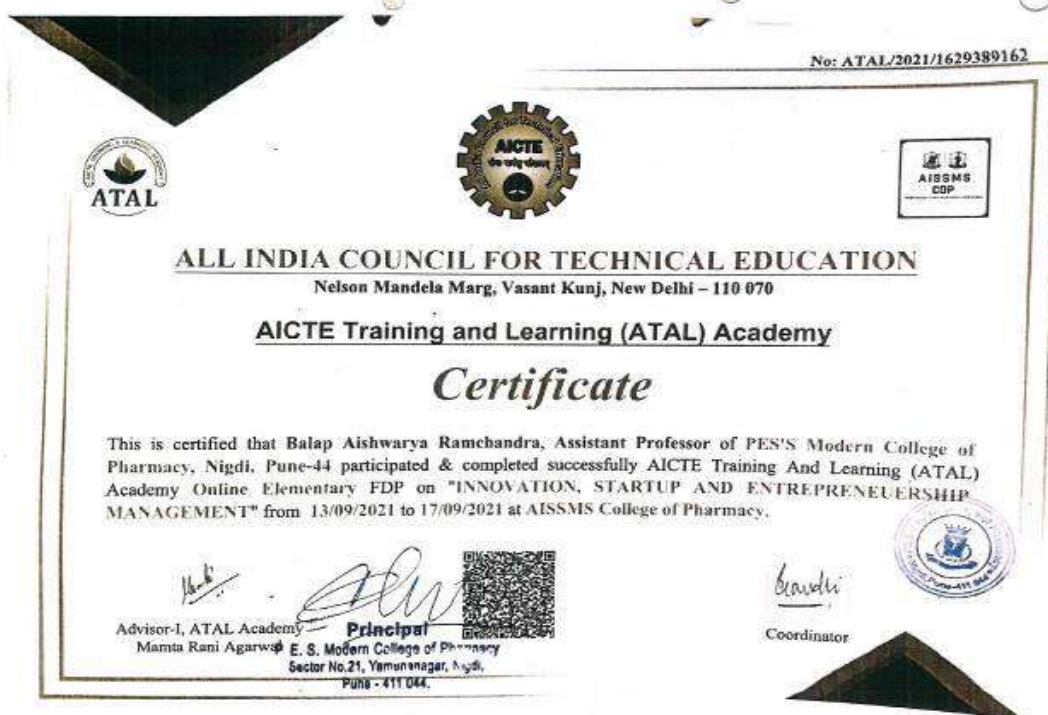 No: ATAL/2021/1629389162
ATAL
AICTE
AISSMS
COP
ALL INDIA COUNCIL FOR TECHNICAL EDUCATION
Nelson Mandela Marg, Vasant Kunj, New Delhi – 110 070
AICTE Training and Learning (ATAL) Academy
Certificate
This is certified that Balap Aishwarya Ramchandra, Assistant Professor of PES'S Modern College of
Pharmacy, Nigdi, Pune-44 participated & completed successfully AICTE Training And Learning (ATAL)
Academy Online Elementary FDP on "INNOVATION, STARTUP AND ENTREPRENEUERSHIP
MANAGEMENT" from 13/09/2021 to 17/09/2021 at AISSMS College of Pharmacy.
Advisor-I, ATAL Academy
Mamta Rani Agarwal
Principal
E. S. Modern College of Pharmacy
Sector No.21, Yamunanagar, Nigdi,
Pune - 411 044.
Coordinator